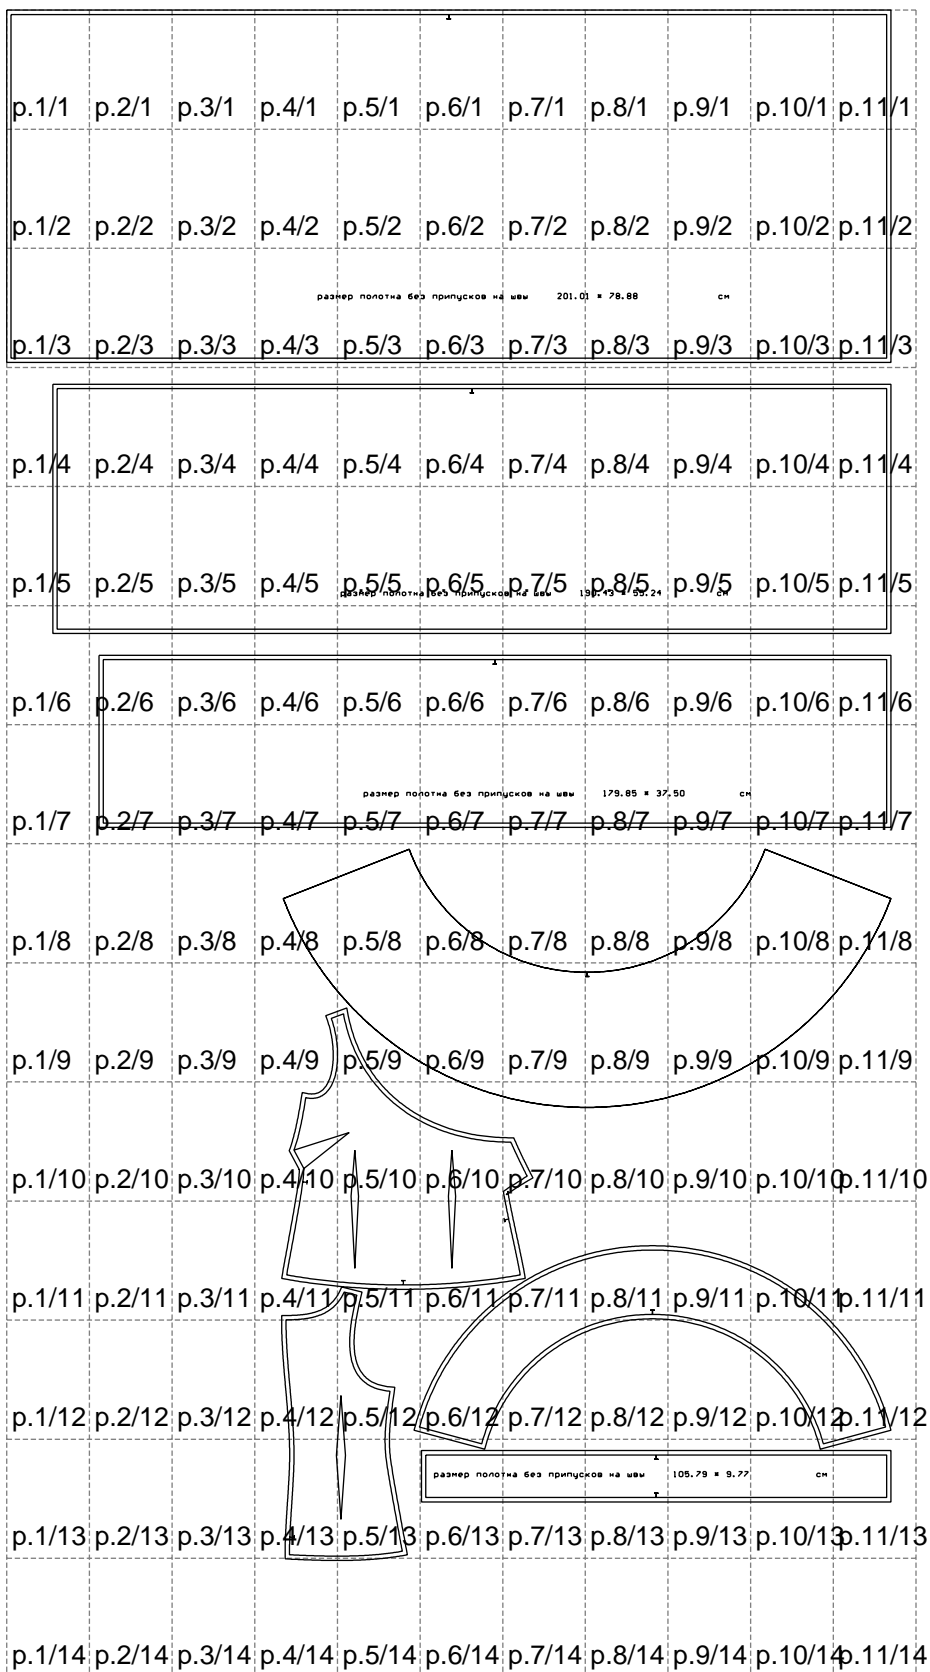 p.1/1 p.2/1 p.3/1 p.4/1 p.5/1 p.6/1 p.7/1 p.8/1 p.9/1 p.10/1 p.11/1
p.1/2 p.2/2 p.3/2 p.4/2 p.5/2 p.6/2 p.7/2 p.8/2 p.9/2 p.10/2 p.11/2
размер полотна без припусков на швы 201.01 * 78.88 см
p.1/3 p.2/3 p.3/3 p.4/3 p.5/3 p.6/3 p.7/3 p.8/3 p.9/3 p.10/3 p.11/3
p.1/4 p.2/4 p.3/4 p.4/4 p.5/4 p.6/4 p.7/4 p.8/4 p.9/4 p.10/4 p.11/4
p.1/5 p.2/5 p.3/5 p.4/5 p.5/5 p.6/5 p.7/5 p.8/5 p.9/5 p.10/5 p.11/5
размер полотна без припусков на швы 190.43 * 55.24 см
p.1/6 p.2/6 p.3/6 p.4/6 p.5/6 p.6/6 p.7/6 p.8/6 p.9/6 p.10/6 p.11/6
размер полотна без припусков на швы 179.85 * 37.50 см
p.1/7 p.2/7 p.3/7 p.4/7 p.5/7 p.6/7 p.7/7 p.8/7 p.9/7 p.10/7 p.11/7
p.1/8 p.2/8 p.3/8 p.4/8 p.5/8 p.6/8 p.7/8 p.8/8 p.9/8 p.10/8 p.11/8
p.1/9 p.2/9 p.3/9 p.4/9 p.5/9 p.6/9 p.7/9 p.8/9 p.9/9 p.10/9 p.11/9
p.1/10 p.2/10 p.3/10 p.4/10 p.5/10 p.6/10 p.7/10 p.8/10 p.9/10 p.10/10 p.11/10
p.1/11 p.2/11 p.3/11 p.4/11 p.5/11 p.6/11 p.7/11 p.8/11 p.9/11 p.10/11 p.11/11
p.1/12 p.2/12 p.3/12 p.4/12 p.5/12 p.6/12 p.7/12 p.8/12 p.9/12 p.10/12 p.11/12
размер полотна без припусков на швы 105.79 * 9.77 см
p.1/13 p.2/13 p.3/13 p.4/13 p.5/13 p.6/13 p.7/13 p.8/13 p.9/13 p.10/13 p.11/13
p.1/14 p.2/14 p.3/14 p.4/14 p.5/14 p.6/14 p.7/14 p.8/14 p.9/14 p.10/14 p.11/14